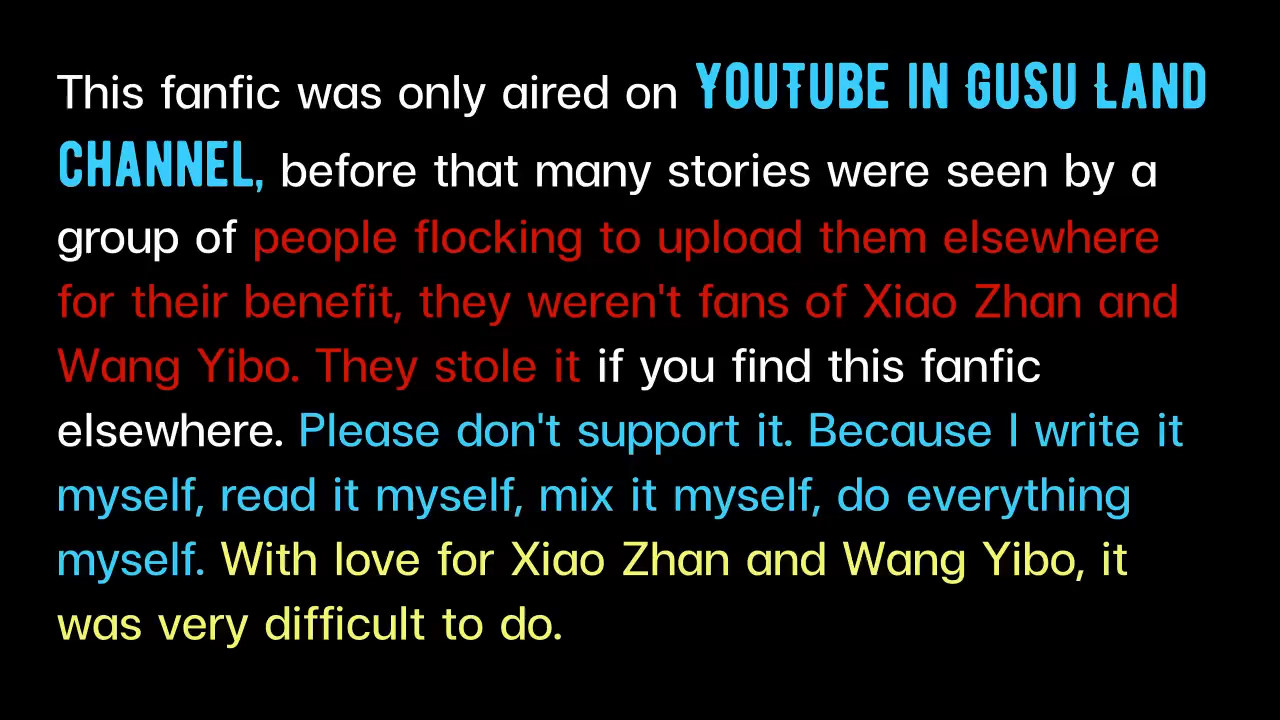 This fanfic was only aired on YOUTUBE IN GUSU LAND
CHANNEL, before that many stories were seen by a
group of people flocking to upload them elsewhere
for their benefit, they weren't fans of Xiao Zhan and
Wang Yibo. They stole it if you find this fanfic
elsewhere. Please don't support it. Because I write it
myself, read it myself, mix it myself, do everything
myself. With love for Xiao Zhan and Wang Yibo, it
was very difficult to do.